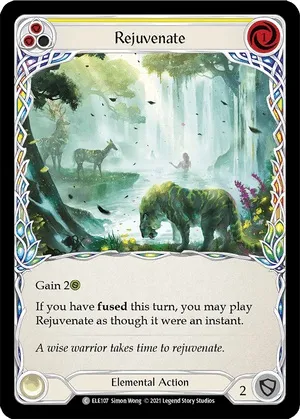 Rejuvenate
1
Gain 2
If you have fused this turn, you may play
Rejuvenate as though it were an instant.
A wise warrior takes time to rejuvenate.
Elemental Action
2
C ELE107 Simon Wong © 2021 Legend Story Studios